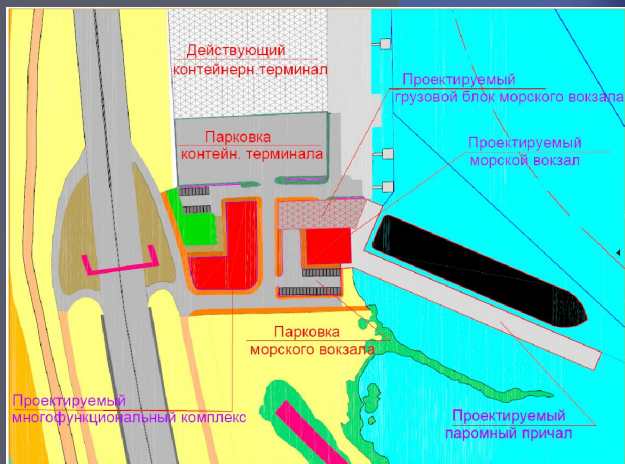 Действующий
контейнерн.терминал
Проектируемый
грузовой блок морского вокзала
Парковка
контейн. терминала
Проектируемый
морской вокзал
Парковка
морского вокзала
Проектируемый
многофункциональный комплекс
Проектируемый
паромный причал